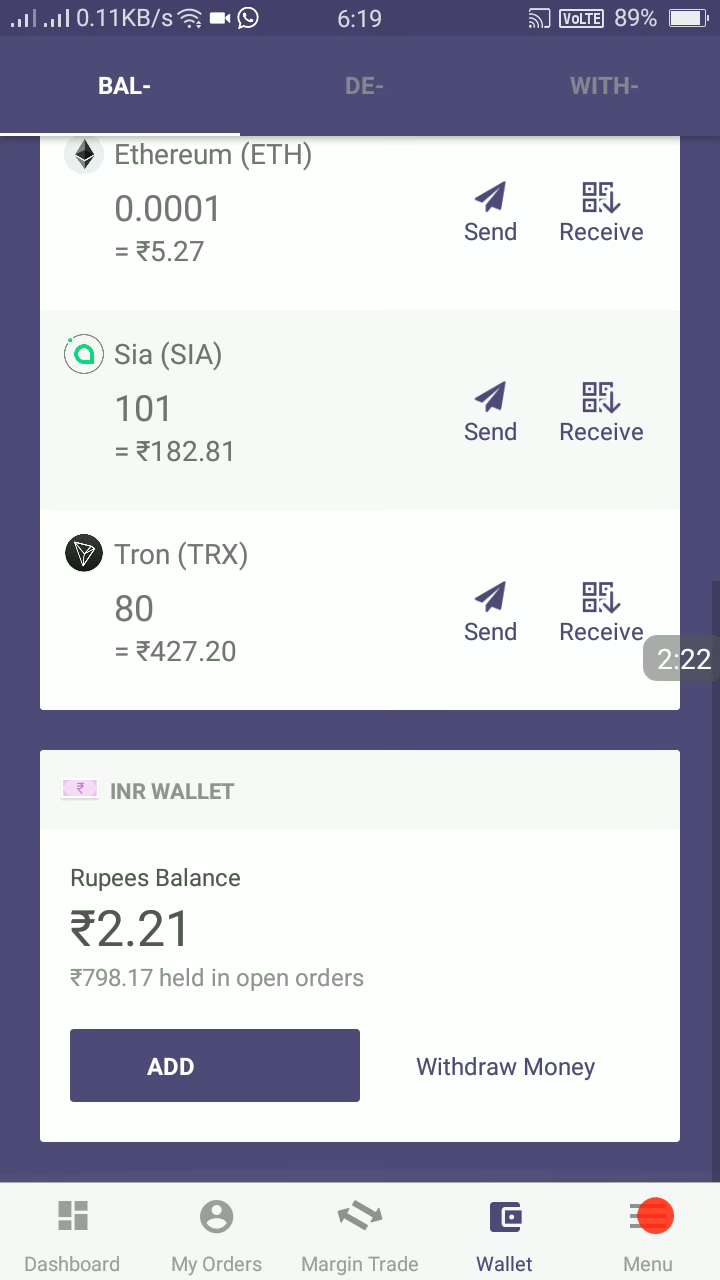 0.11KB/s 6:19 VoLTE 89%
BAL- DE- WITH-
Ethereum (ETH)
0.0001
= ₹5.27
Send Receive
Sia (SIA)
101
= ₹182.81
Send Receive
Tron (TRX)
80
= ₹427.20
Send Receive
2:22
₹ INR WALLET
Rupees Balance
₹2.21
₹798.17 held in open orders
ADD Withdraw Money
Dashboard My Orders Margin Trade Wallet Menu